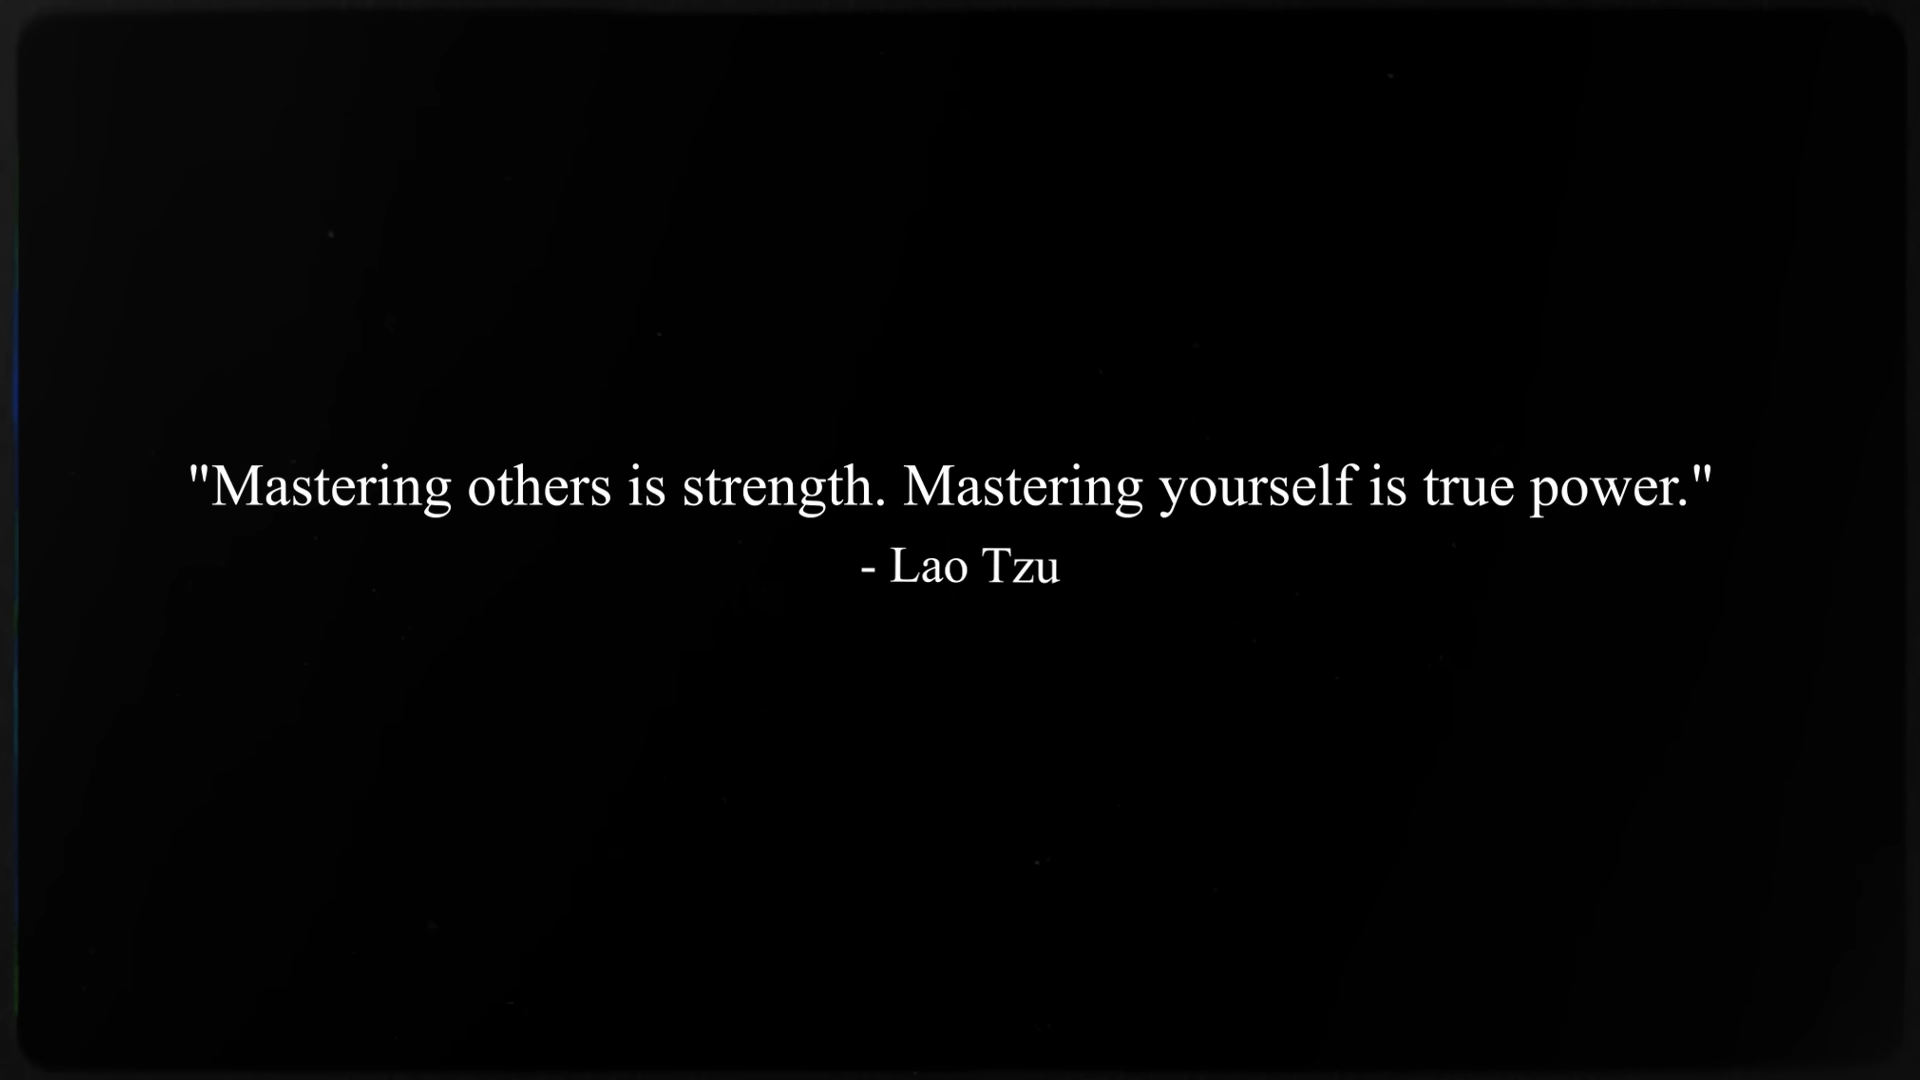 "Mastering others is strength. Mastering yourself is true power."
- Lao Tzu